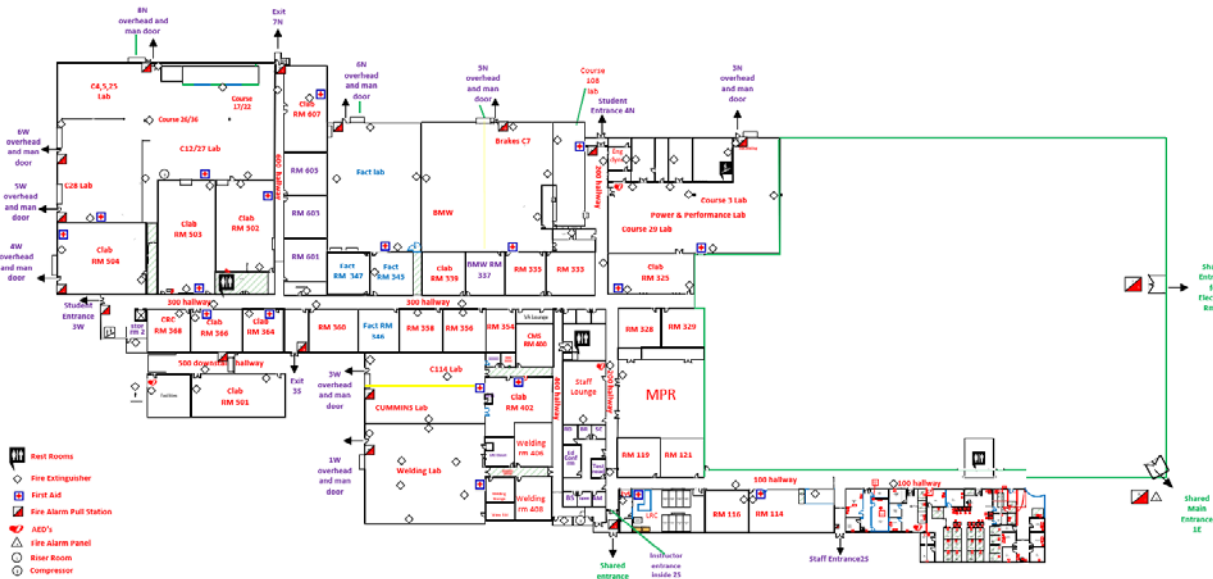 8N
overhead and
man door
Exit
7N
6N
overhead
and man
door
5N
overhead
and man
door
Course
108
lab
3N
overhead
and man
door
Student
Entrance 4N
C4,5,25
Lab
Course
17/32
Course 26/36
C12/27 Lab
Clab
RM 607
600 hallway
RM 605
RM 603
RM 601
6W
overhead
and man
door
5W
overhead
and man
door
4W
overhead
and man
door
C28 Lab
Clab
RM 504
Clab
RM 503
Clab
RM 502
Fact lab
Brakes C7
BMW
Fact
RM 347
Fact
RM 345
Clab
RM 339
BMW RM
337
RM 335
RM 333
200 hallway
Course 3 Lab
Power & Performance Lab
Course 29 Lab
Clab
RM 325
Student
Entrance
3W
300 hallway
300 hallway
CRC
RM 368
Clab
RM 366
Clab
RM 364
RM 360
Fact RM
346
RM 358
RM 356
RM 354
CMS
RM 400
RM 328
RM 329
Clab
RM 501
Exit
3S
3W
overhead
and man
door
C114 Lab
CUMMINS Lab
Clab
RM 402
400 hallway
Staff
Lounge
MPR
Welding
rm 406
Welding Lab
Welding
rm 408
1W
overhead
and man
door
RM 119
RM 121
100 hallway
100 hallway
LRC
RM 116
RM 114
Shared
entrance
Instructor
entrance
inside 2S
Staff Entrance2S
Shared
Main
Entrance
1E
Rest Rooms
Fire Extinguisher
First Aid
Fire Alarm Pull Station
AED's
Fire Alarm Panel
Riser Room
Compressor